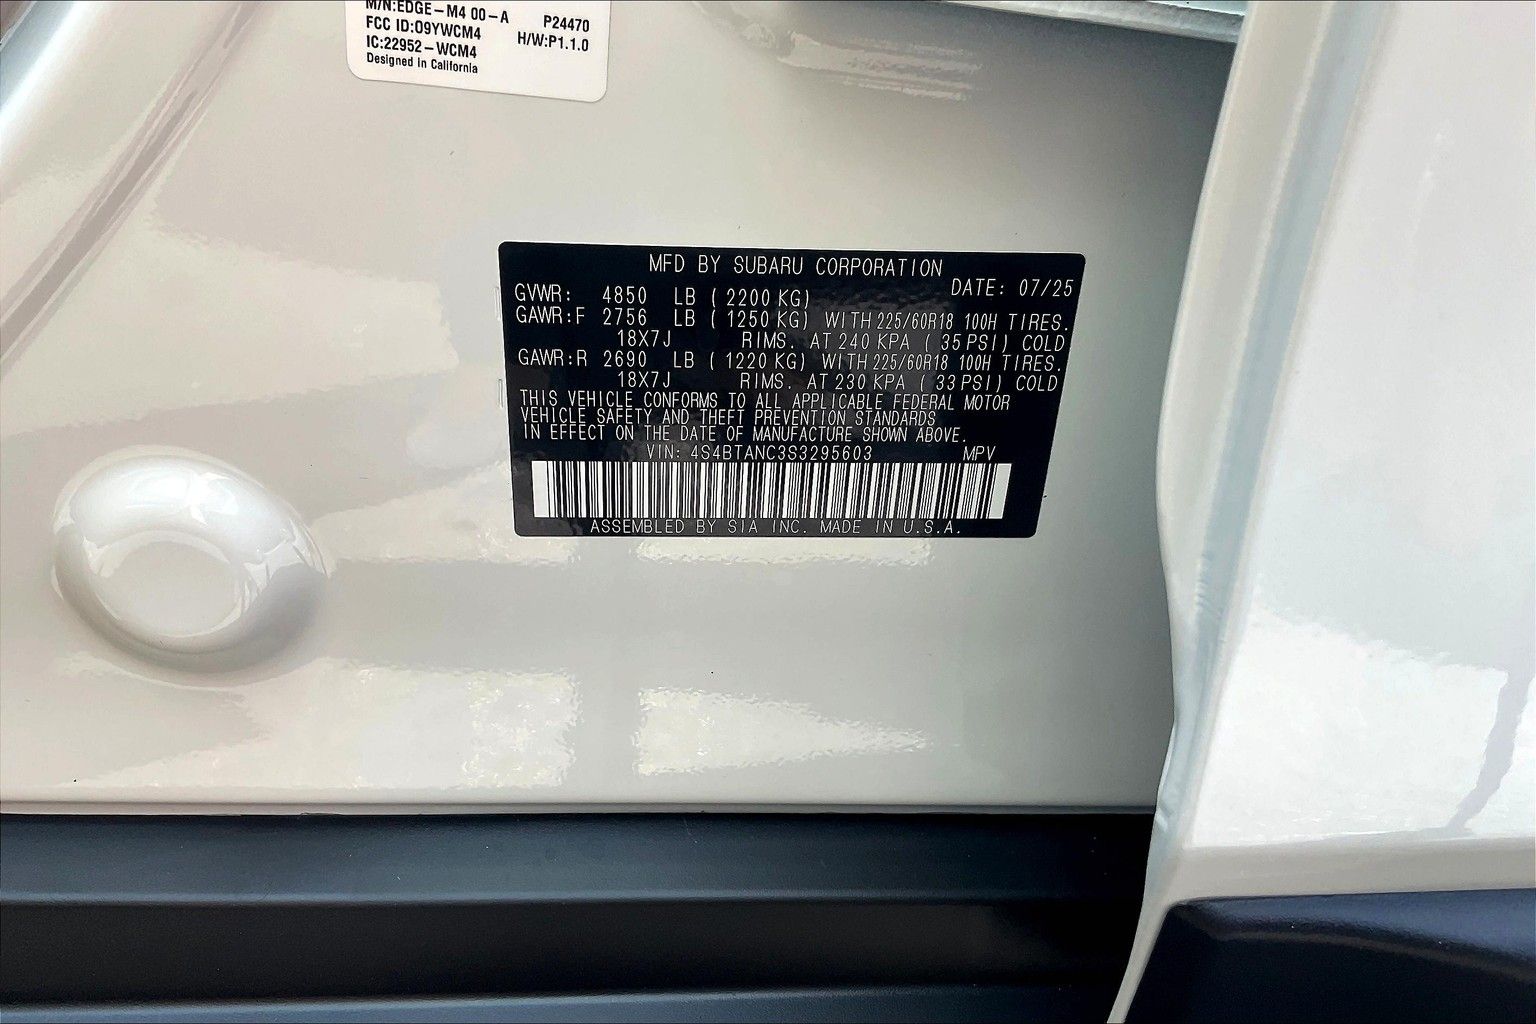 M/N:EDGE-M4 00-A P24470
FCC ID:O9YWCM4 H/W:P1.1.0
IC:22952-WCM4
Designed In California
MFD BY SUBARU CORPORATION
DATE: 07/25
GVWR: 4850 LB ( 2200 KG)
GAWR:F 2756 LB ( 1250 KG) WITH 225/60R18 100H TIRES.
18X7J RIMS. AT 240 KPA ( 35 PSI) COLD
GAWR:R 2690 LB ( 1220 KG) WITH 225/60R18 100H TIRES.
18X7J RIMS. AT 230 KPA ( 33 PSI) COLD
THIS VEHICLE CONFORMS TO ALL APPLICABLE FEDERAL MOTOR
VEHICLE SAFETY AND THEFT PREVENTION STANDARDS
IN EFFECT ON THE DATE OF MANUFACTURE SHOWN ABOVE.
VIN: 4S4BTANC3S3295603 MPV
ASSEMBLED BY SIA INC. MADE IN U.S.A.